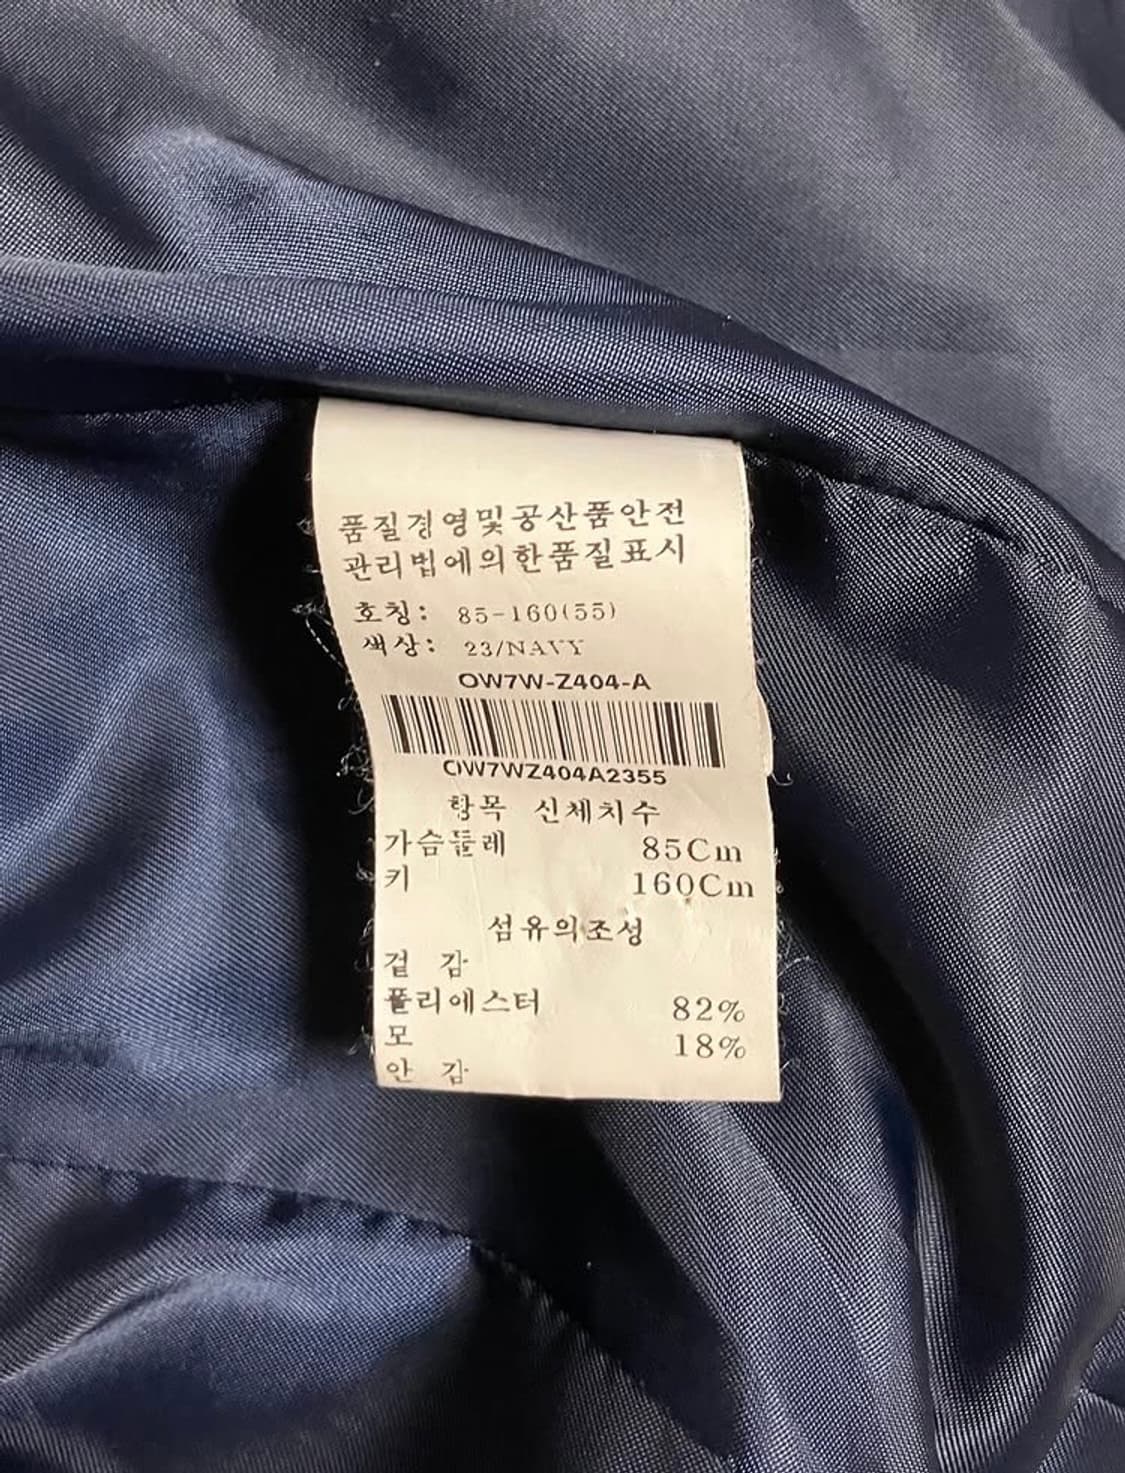 품질경영및공산품안전
관리법에의한품질표시
호칭: 85-160(55)
색상: 23/NAVY
OW7W-Z404-A
OW7WZ404A2355
항목 신체치수
가슴둘레 85Cm
키 160Cm
섬유의조성
겉 감
폴리에스터 82%
모 18%
안 감